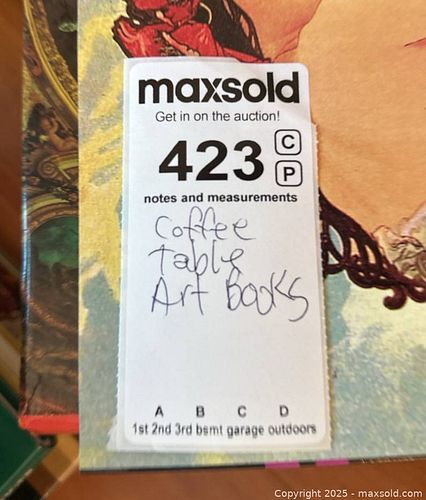 maxsold
Get in on the auction!
423 C
P
notes and measurements
Coffee
table
Art Books
A B C D
1st 2nd 3rd bsmt garage outdoors
Copyright © 2025 - maxsold.com